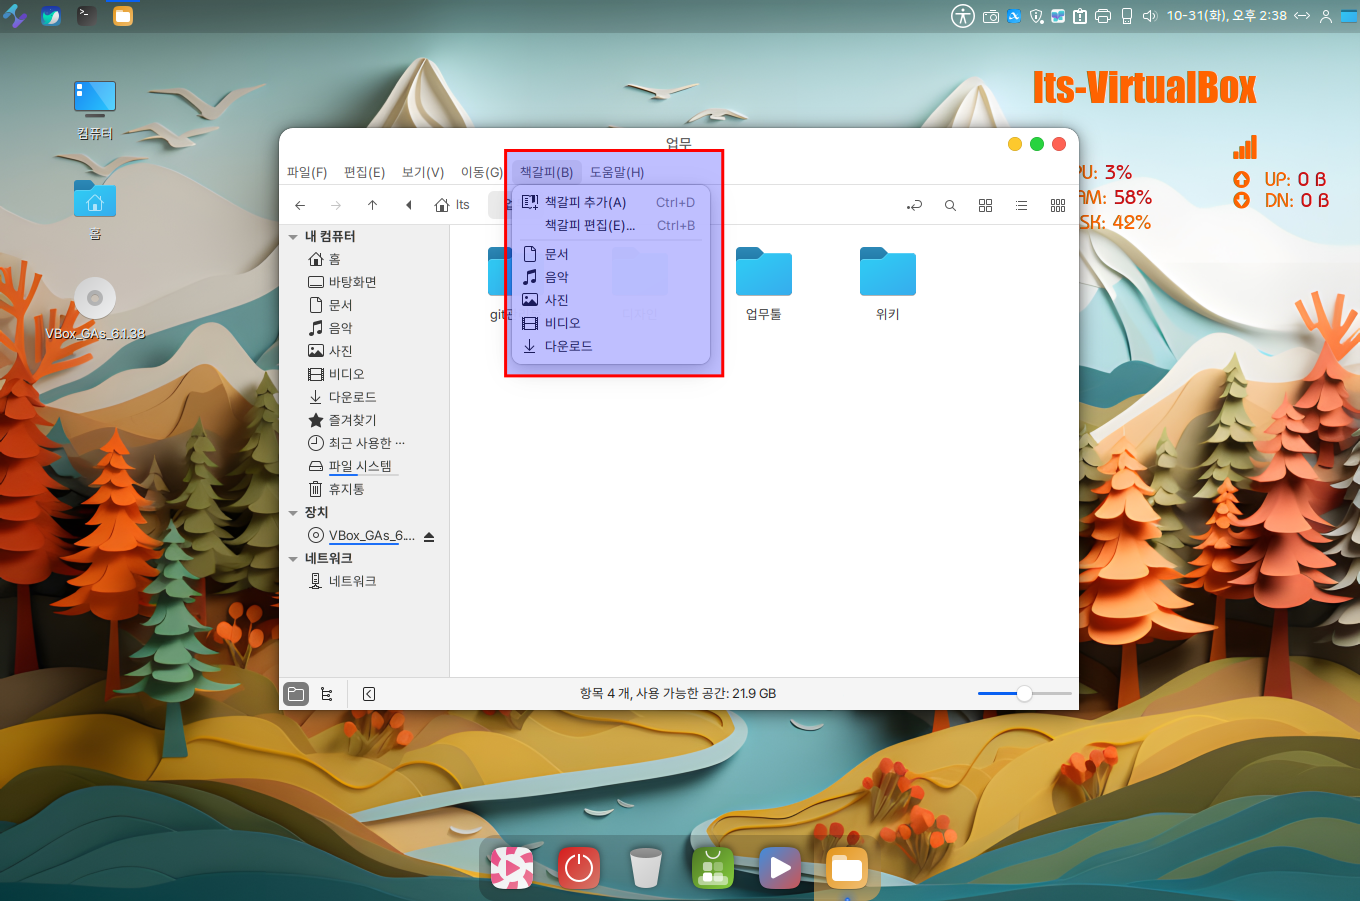 10-31(화), 오후 2:38
Its-VirtualBox
컴퓨터
홈
VBox_GAs_6.1.38
PU: 3%
AM: 58%
SK: 42%
UP: 0 B
DN: 0 B
업무
파일(F) 편집(E) 보기(V) 이동(G) 책갈피(B) 도움말(H)
Its
책갈피 추가(A) Ctrl+D
책갈피 편집(E)... Ctrl+B
문서
음악
사진
비디오
다운로드
내 컴퓨터
홈
바탕화면
문서
음악
사진
비디오
다운로드
즐겨찾기
최근 사용한 ···
파일 시스템
휴지통
장치
VBox_GAs_6....
네트워크
네트워크
업무툴
위키
항목 4 개, 사용 가능한 공간: 21.9 GB